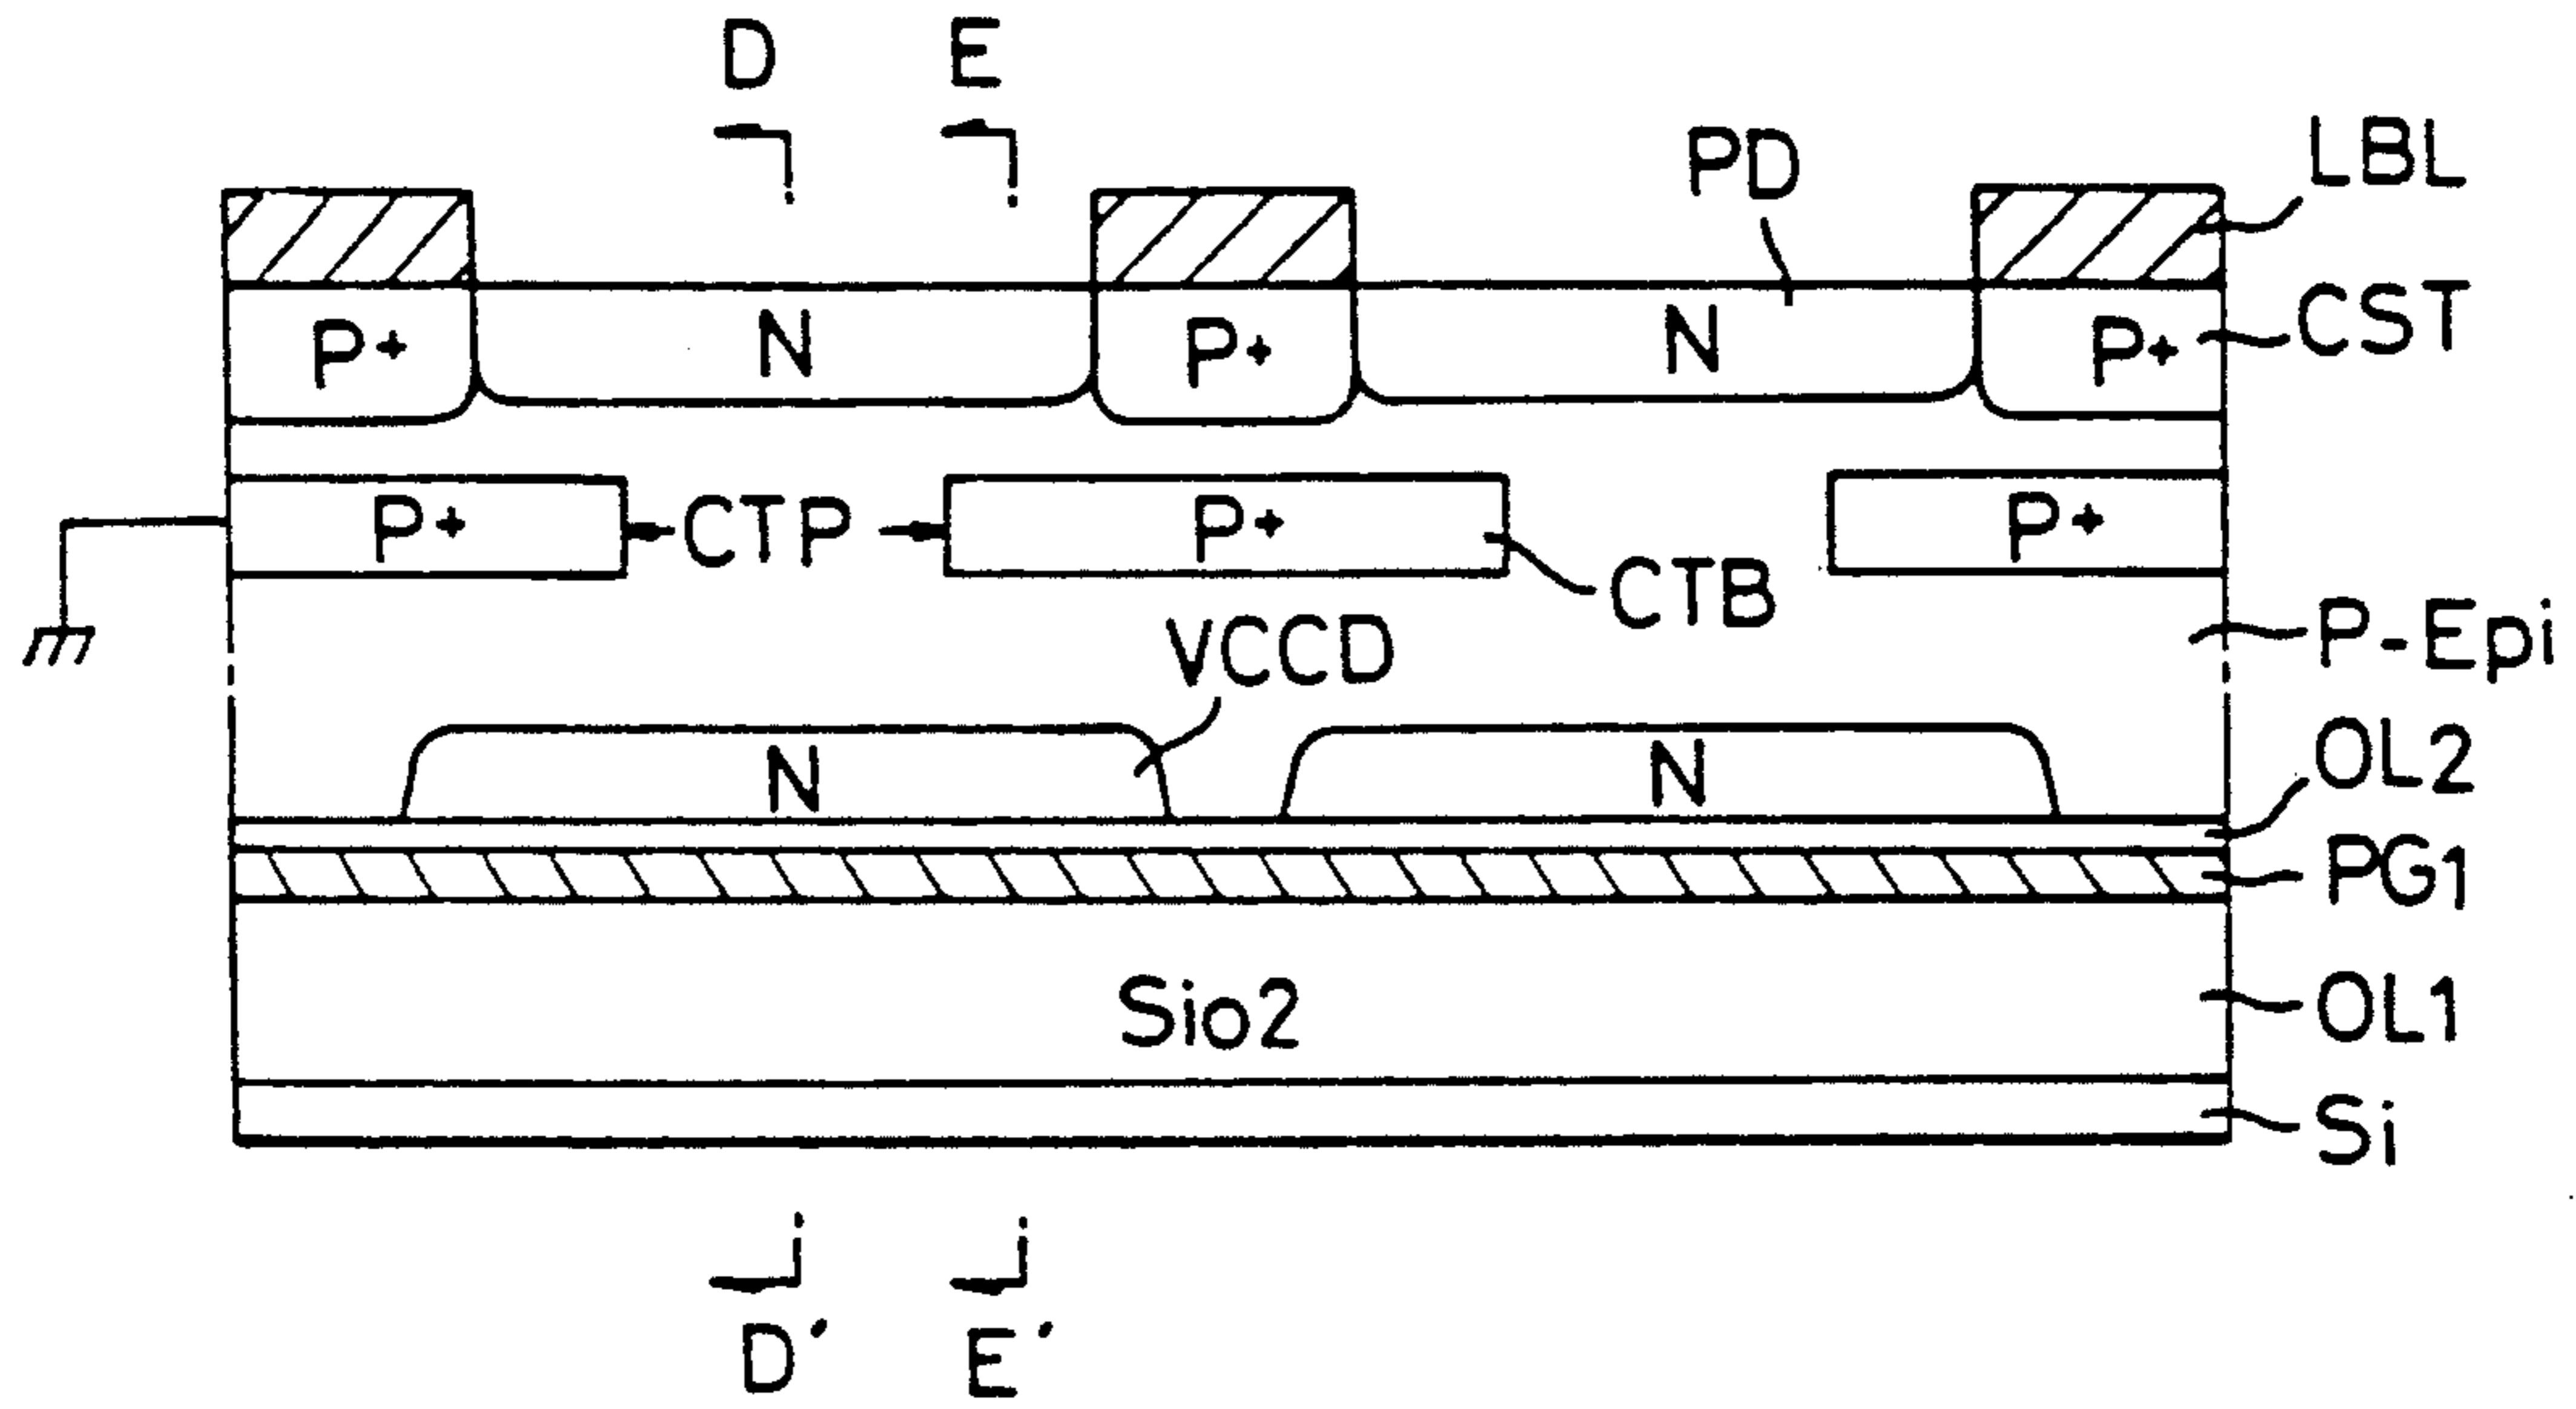 D E
PD
LBL
P+ N P+ N P+ CST
P+ CTP P+ P+
CTB
P-Epi
VCCD
N N OL2
PG1
Sio2 OL1
Si
D' E'